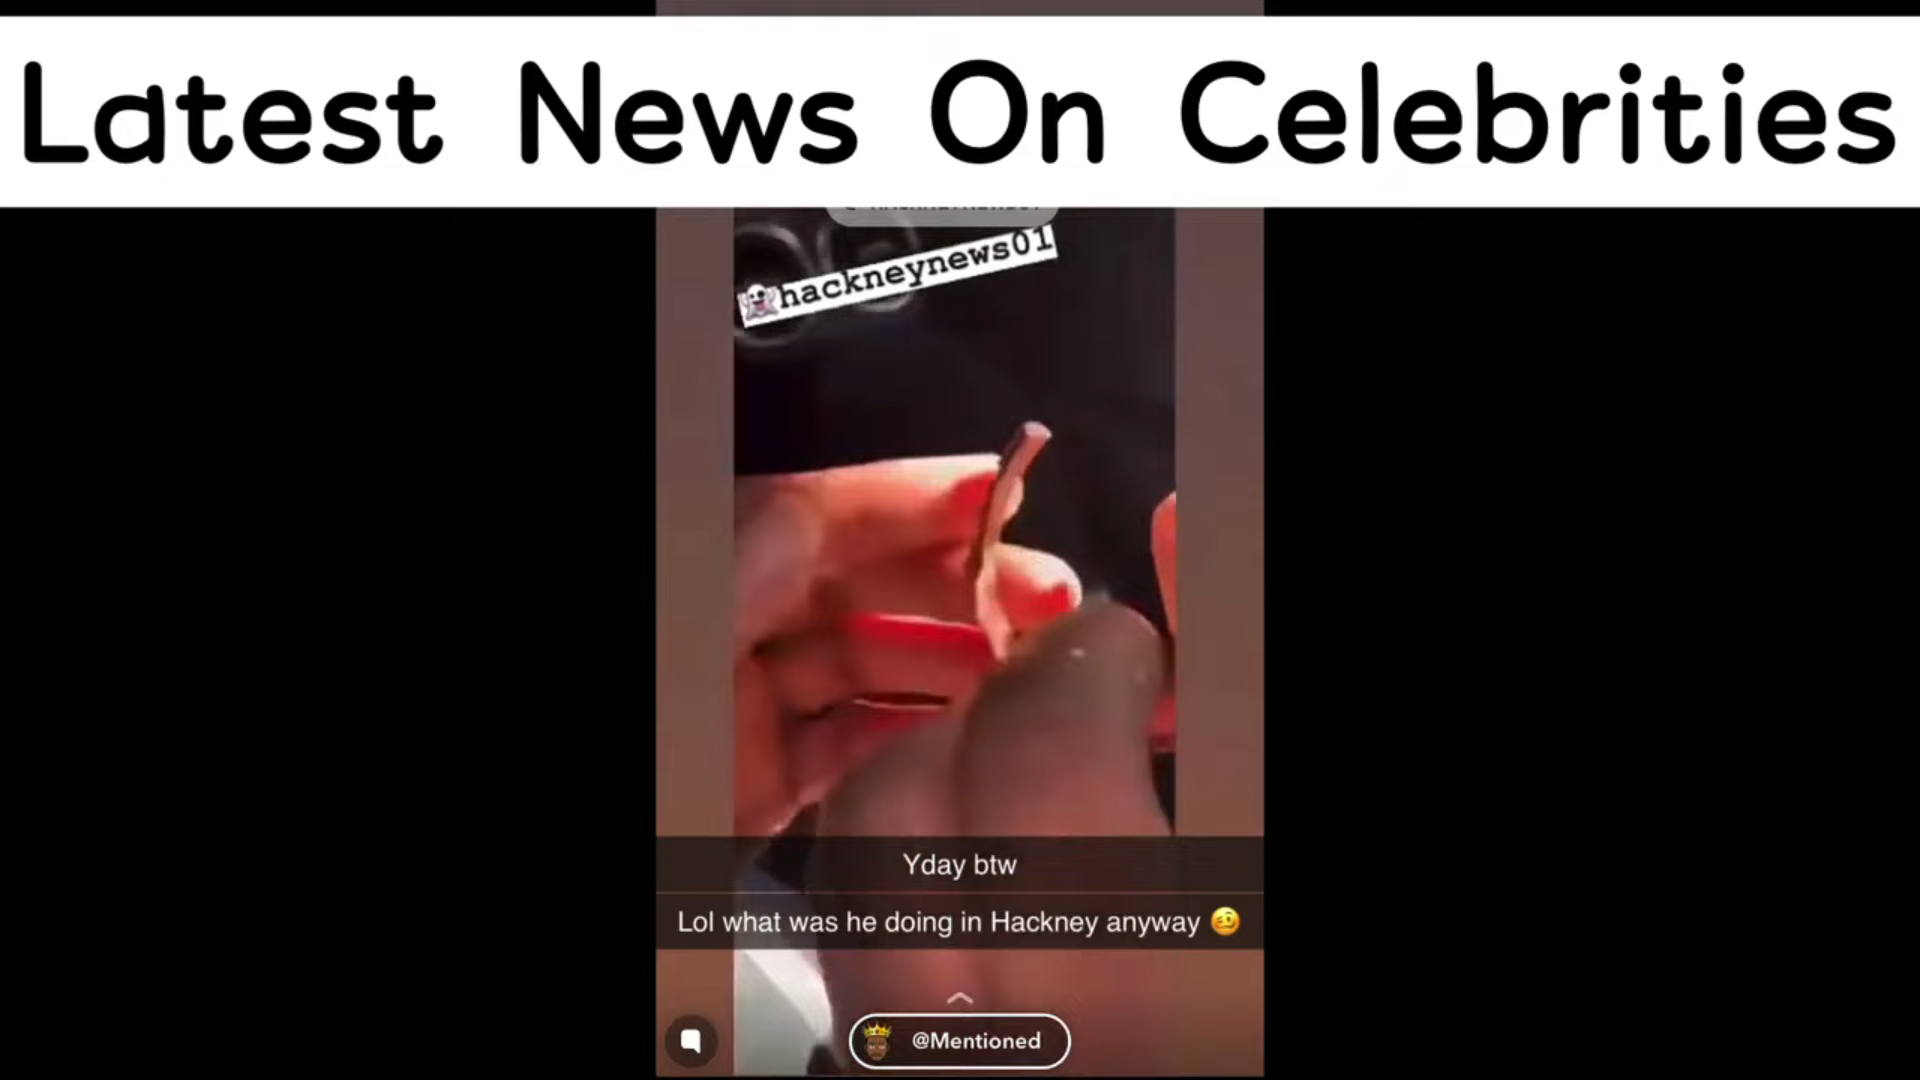 Latest News On Celebrities
hackneynews01
Yday btw
Lol what was he doing in Hackney anyway 🥴
@Mentioned